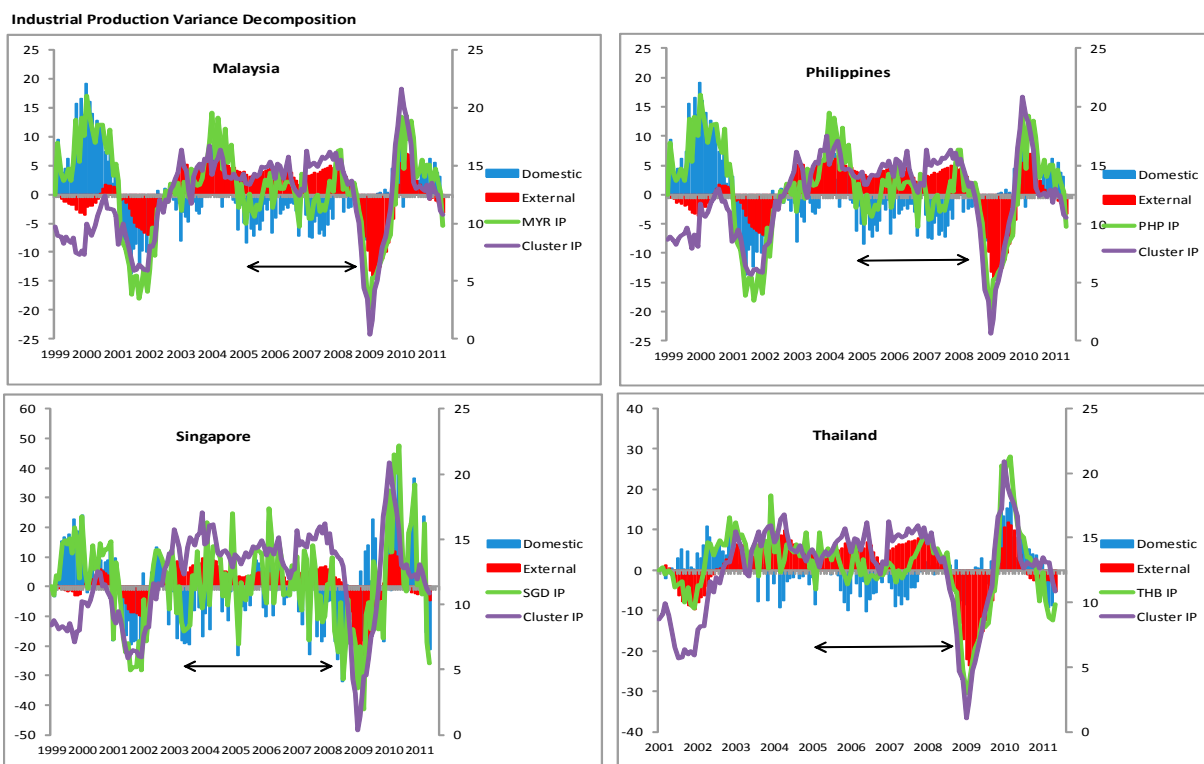 Industrial Production Variance Decomposition
Malaysia
25
20
15
10
5
0
-5
-10
-15
-20
-25
25
20
15
10
5
0
Domestic
External
MYR IP
Cluster IP
1999 2000 2001 2002 2003 2004 2005 2006 2007 2008 2009 2010 2011
Philippines
25
20
15
10
5
0
-5
-10
-15
-20
-25
25
20
15
10
5
0
Domestic
External
PHP IP
Cluster IP
1999 2000 2001 2002 2003 2004 2005 2006 2007 2008 2009 2010 2011
Singapore
60
50
40
30
20
10
0
-10
-20
-30
-40
-50
25
20
15
10
5
0
Domestic
External
SGD IP
Cluster IP
1999 2000 2001 2002 2003 2004 2005 2006 2007 2008 2009 2010 2011
Thailand
40
30
20
10
0
-10
-20
-30
-40
25
20
15
10
5
0
Domestic
External
THB IP
Cluster IP
2001 2002 2003 2004 2005 2006 2007 2008 2009 2010 2011